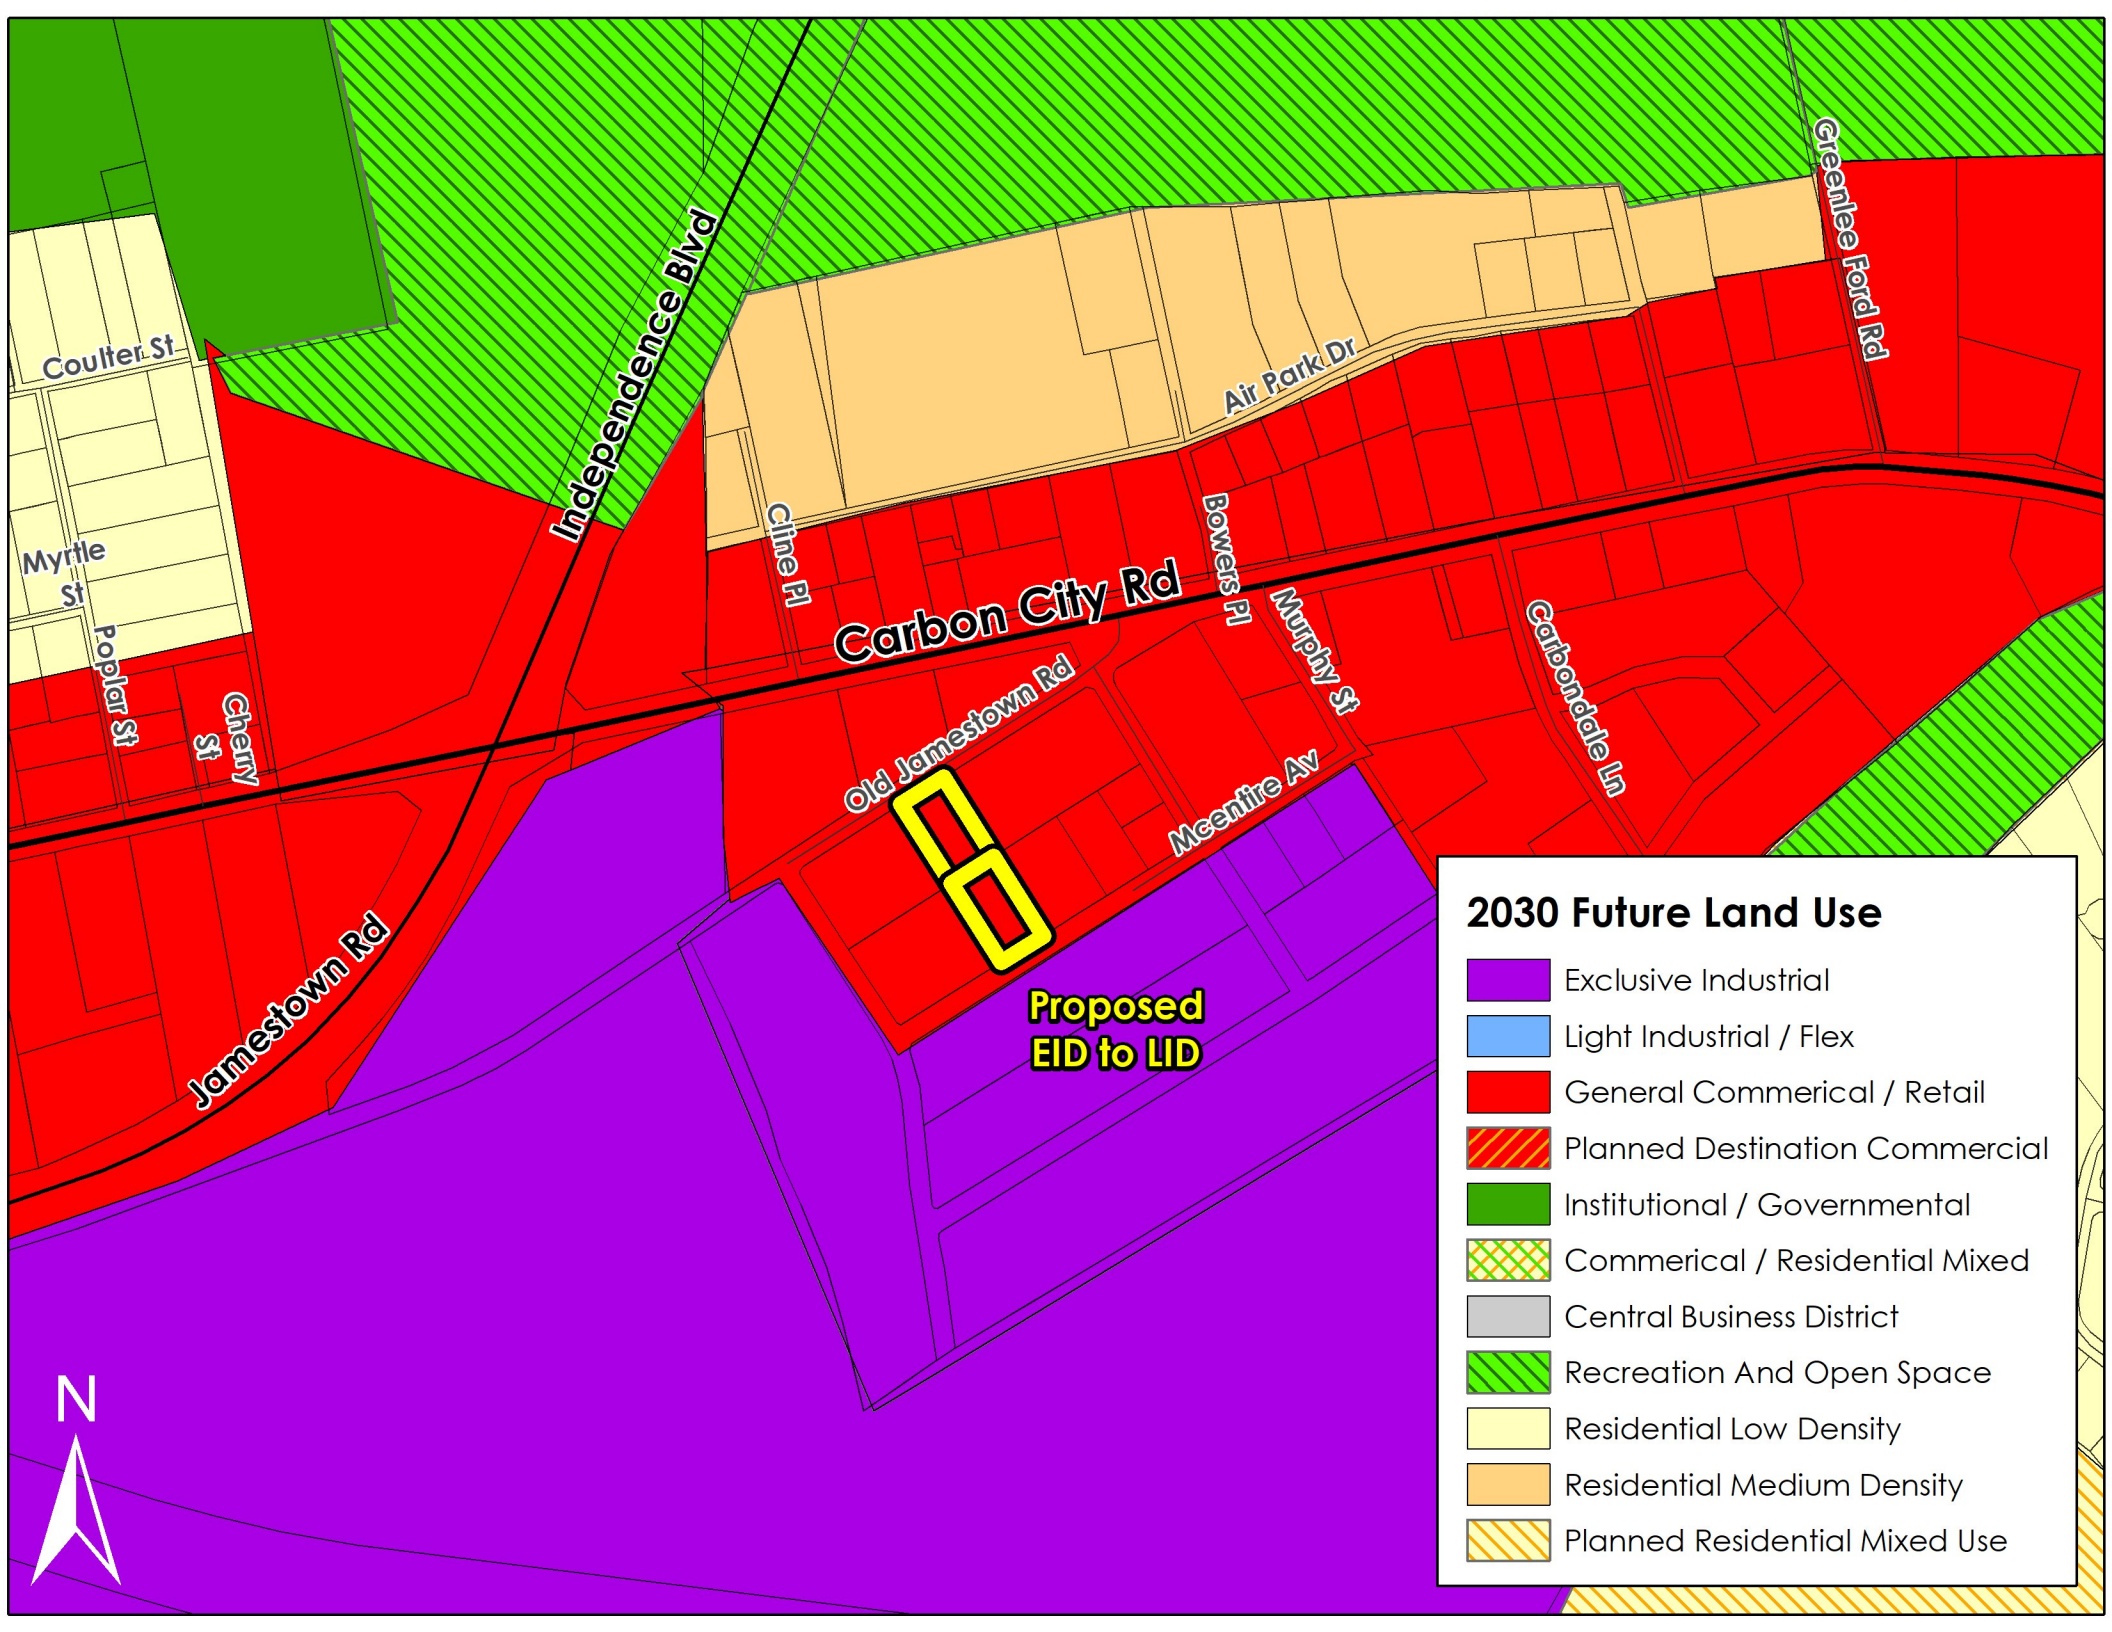 Greenlee Ford Rd
Independence Blvd
Coulter St
Air Park Dr
Myrtle
St
Cline Pl
Bowers Pl
Carbon City Rd
Murphy St
Carbondale Ln
Poplar St
Cherry
St
Old Jamestown Rd
Mcentire Av
Jamestown Rd
Proposed
EID to LID
N
2030 Future Land Use
Exclusive Industrial
Light Industrial / Flex
General Commerical / Retail
Planned Destination Commercial
Institutional / Governmental
Commerical / Residential Mixed
Central Business District
Recreation And Open Space
Residential Low Density
Residential Medium Density
Planned Residential Mixed Use